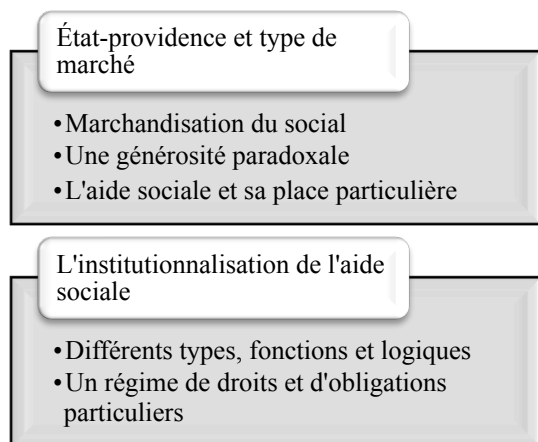 État-providence et type de
marché
•Marchandisation du social
•Une générosité paradoxale
•L'aide sociale et sa place particulière
L'institutionnalisation de l'aide
sociale
•Différents types, fonctions et logiques
•Un régime de droits et d'obligations
particuliers